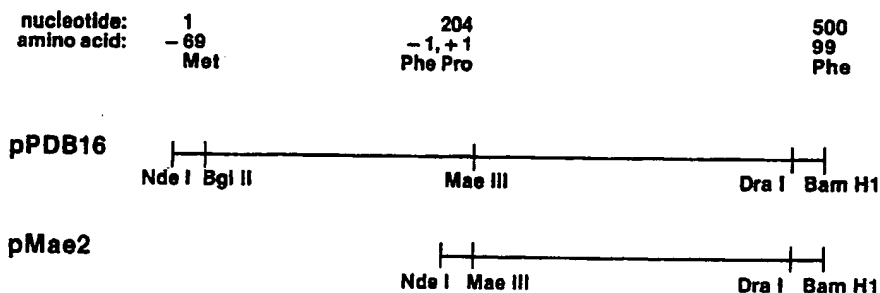 nucleotide: 1 204 500
amino acid: – 69 – 1, + 1 99
Met Phe Pro Phe
pPDB16
Nde I Bgl II Mae III Dra I Bam H1
pMae2
Nde I Mae III Dra I Bam H1